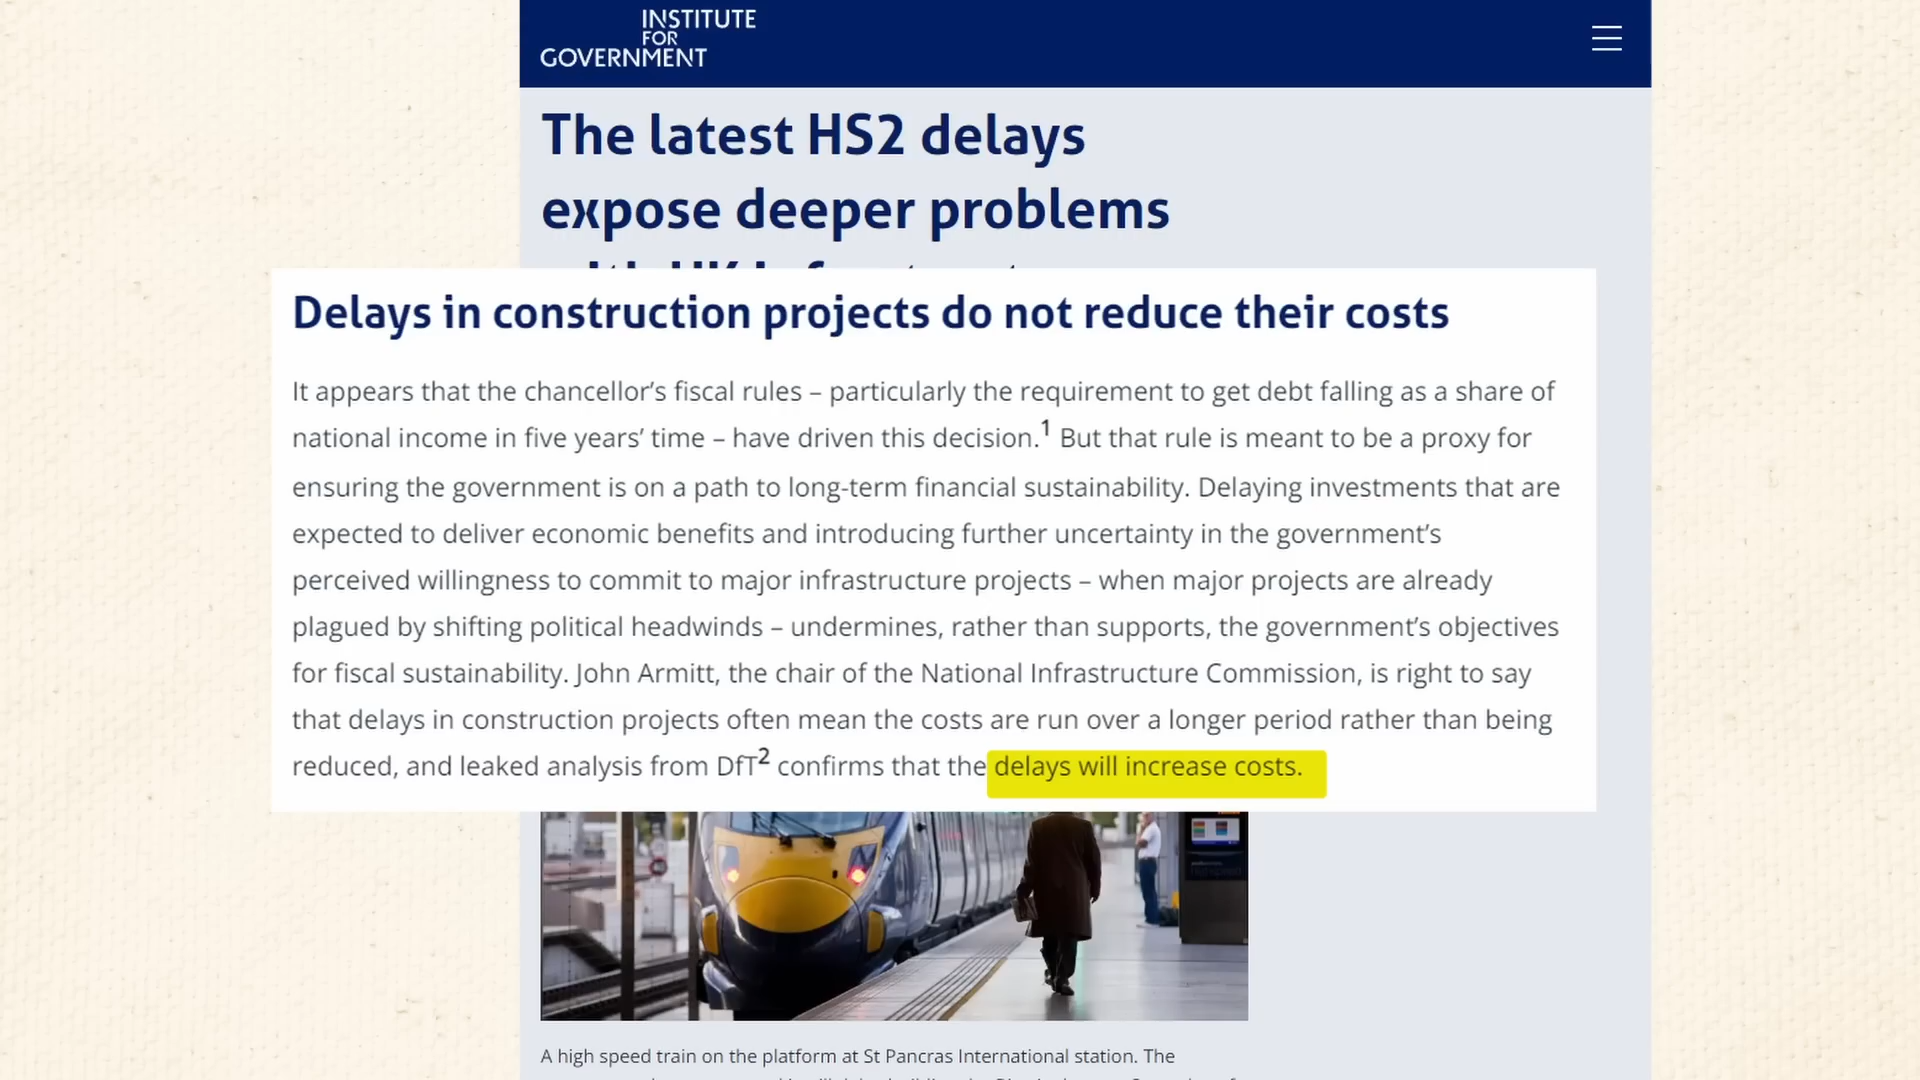 INSTITUTE
FOR
GOVERNMENT
The latest HS2 delays
expose deeper problems
Delays in construction projects do not reduce their costs
It appears that the chancellor’s fiscal rules – particularly the requirement to get debt falling as a share of
national income in five years’ time – have driven this decision.1 But that rule is meant to be a proxy for
ensuring the government is on a path to long-term financial sustainability. Delaying investments that are
expected to deliver economic benefits and introducing further uncertainty in the government’s
perceived willingness to commit to major infrastructure projects – when major projects are already
plagued by shifting political headwinds – undermines, rather than supports, the government’s objectives
for fiscal sustainability. John Armitt, the chair of the National Infrastructure Commission, is right to say
that delays in construction projects often mean the costs are run over a longer period rather than being
reduced, and leaked analysis from DfT2 confirms that the delays will increase costs.
A high speed train on the platform at St Pancras International station. The